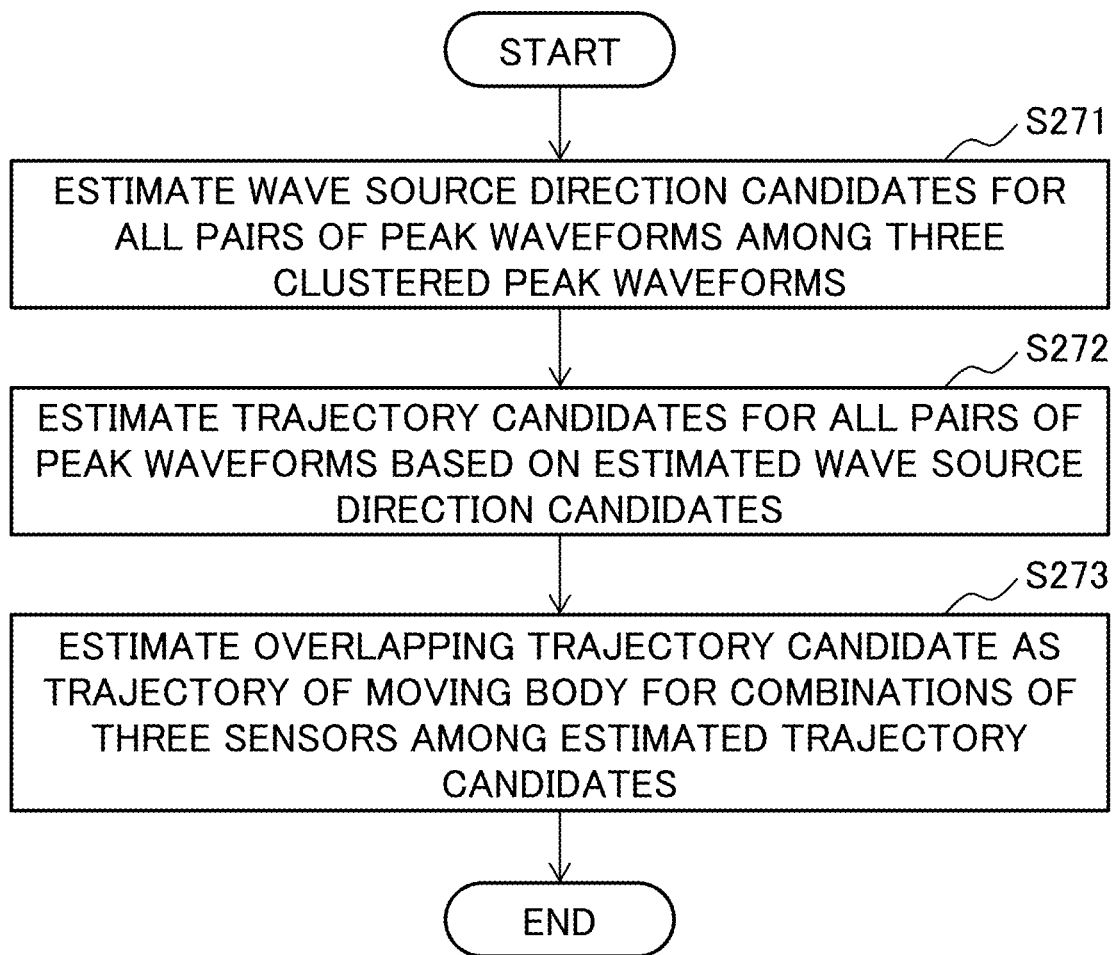 START
S271
ESTIMATE WAVE SOURCE DIRECTION CANDIDATES FOR
ALL PAIRS OF PEAK WAVEFORMS AMONG THREE
CLUSTERED PEAK WAVEFORMS
S272
ESTIMATE TRAJECTORY CANDIDATES FOR ALL PAIRS OF
PEAK WAVEFORMS BASED ON ESTIMATED WAVE SOURCE
DIRECTION CANDIDATES
S273
ESTIMATE OVERLAPPING TRAJECTORY CANDIDATE AS
TRAJECTORY OF MOVING BODY FOR COMBINATIONS OF
THREE SENSORS AMONG ESTIMATED TRAJECTORY
CANDIDATES
END